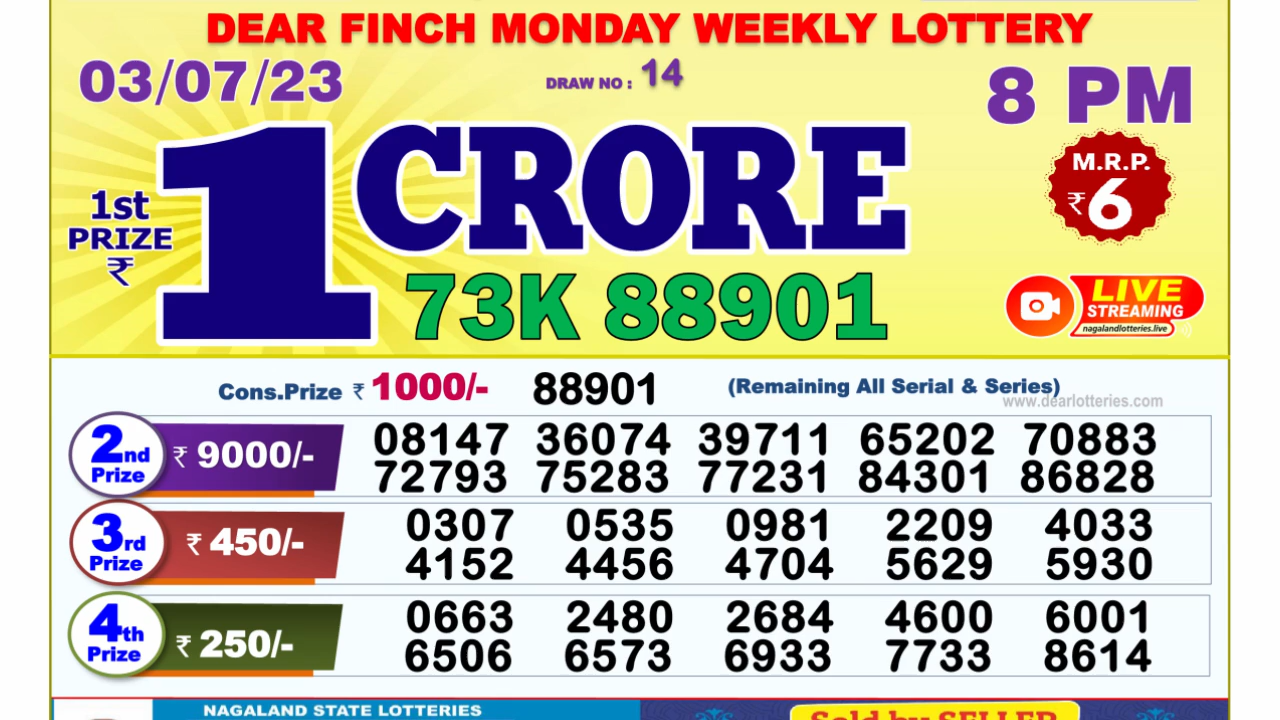 DEAR FINCH MONDAY WEEKLY LOTTERY
03/07/23
DRAW NO : 14
8 PM
1st
PRIZE
₹
1 CRORE
M.R.P.
₹ 6
73K 88901
LIVE
STREAMING
nagalandlotteries.live
Cons.Prize ₹ 1000/- 88901 (Remaining All Serial & Series)
www.dearlotteries.com
2nd Prize ₹ 9000/-
08147 36074 39711 65202 70883
72793 75283 77231 84301 86828
3rd Prize ₹ 450/-
0307 0535 0981 2209 4033
4152 4456 4704 5629 5930
4th Prize ₹ 250/-
0663 2480 2684 4600 6001
6506 6573 6933 7733 8614
NAGALAND STATE LOTTERIES
Sold by SELLER